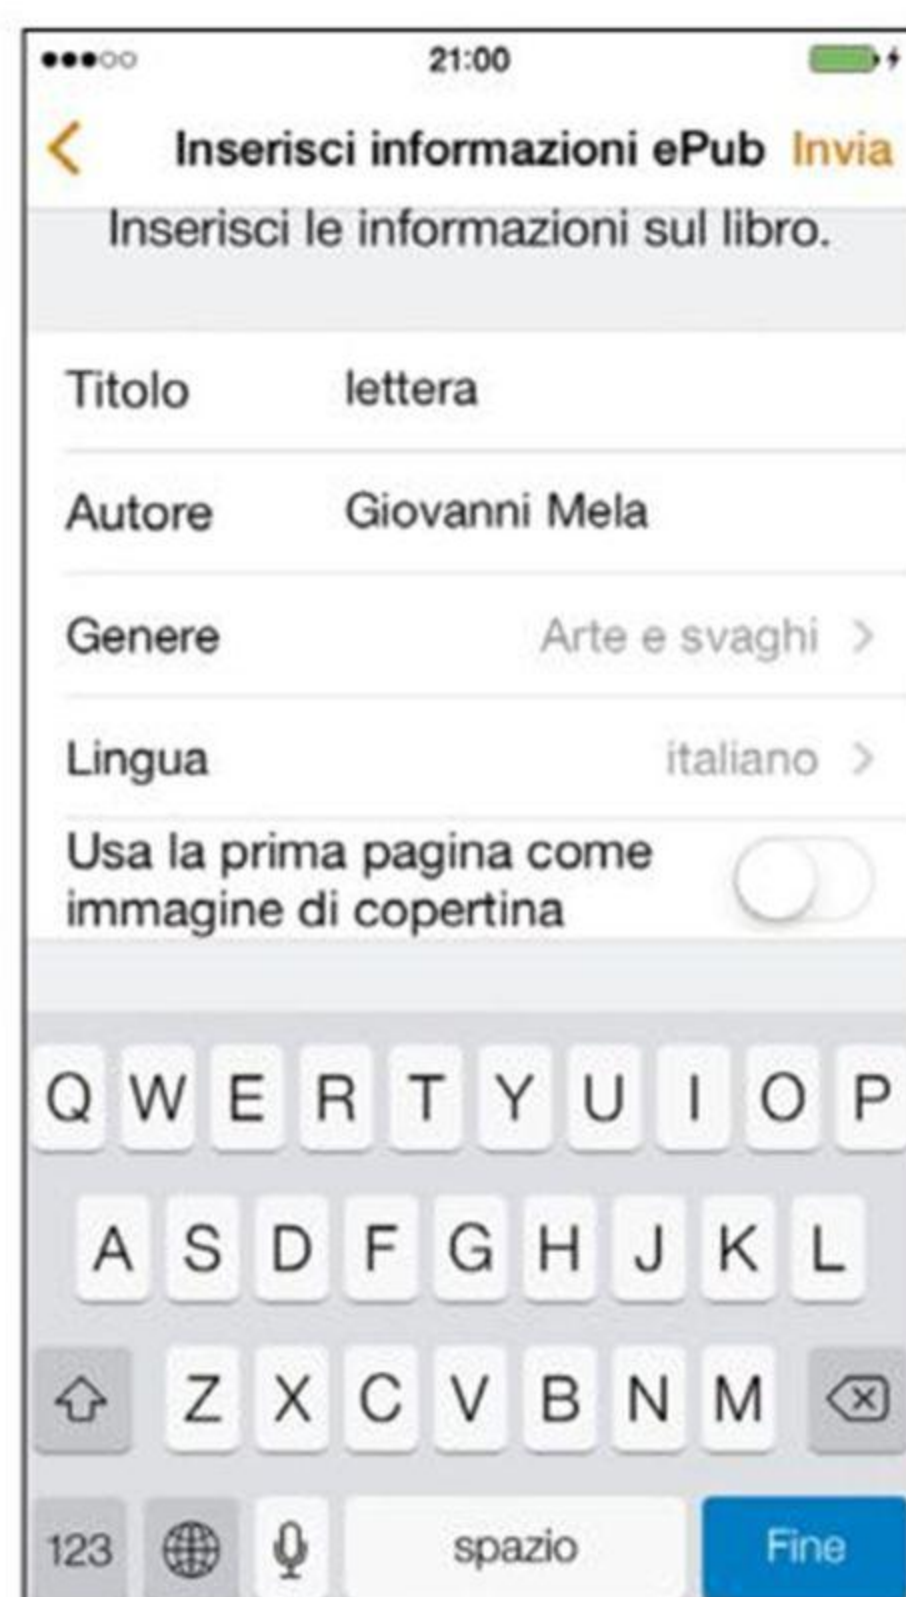 21:00
Inserisci informazioni ePub Invia
Inserisci le informazioni sul libro.
Titolo lettera
Autore Giovanni Mela
Genere Arte e svaghi
Lingua italiano
Usa la prima pagina come
immagine di copertina
Q W E R T Y U I O P
A S D F G H J K L
Z X C V B N M
123 spazio Fine